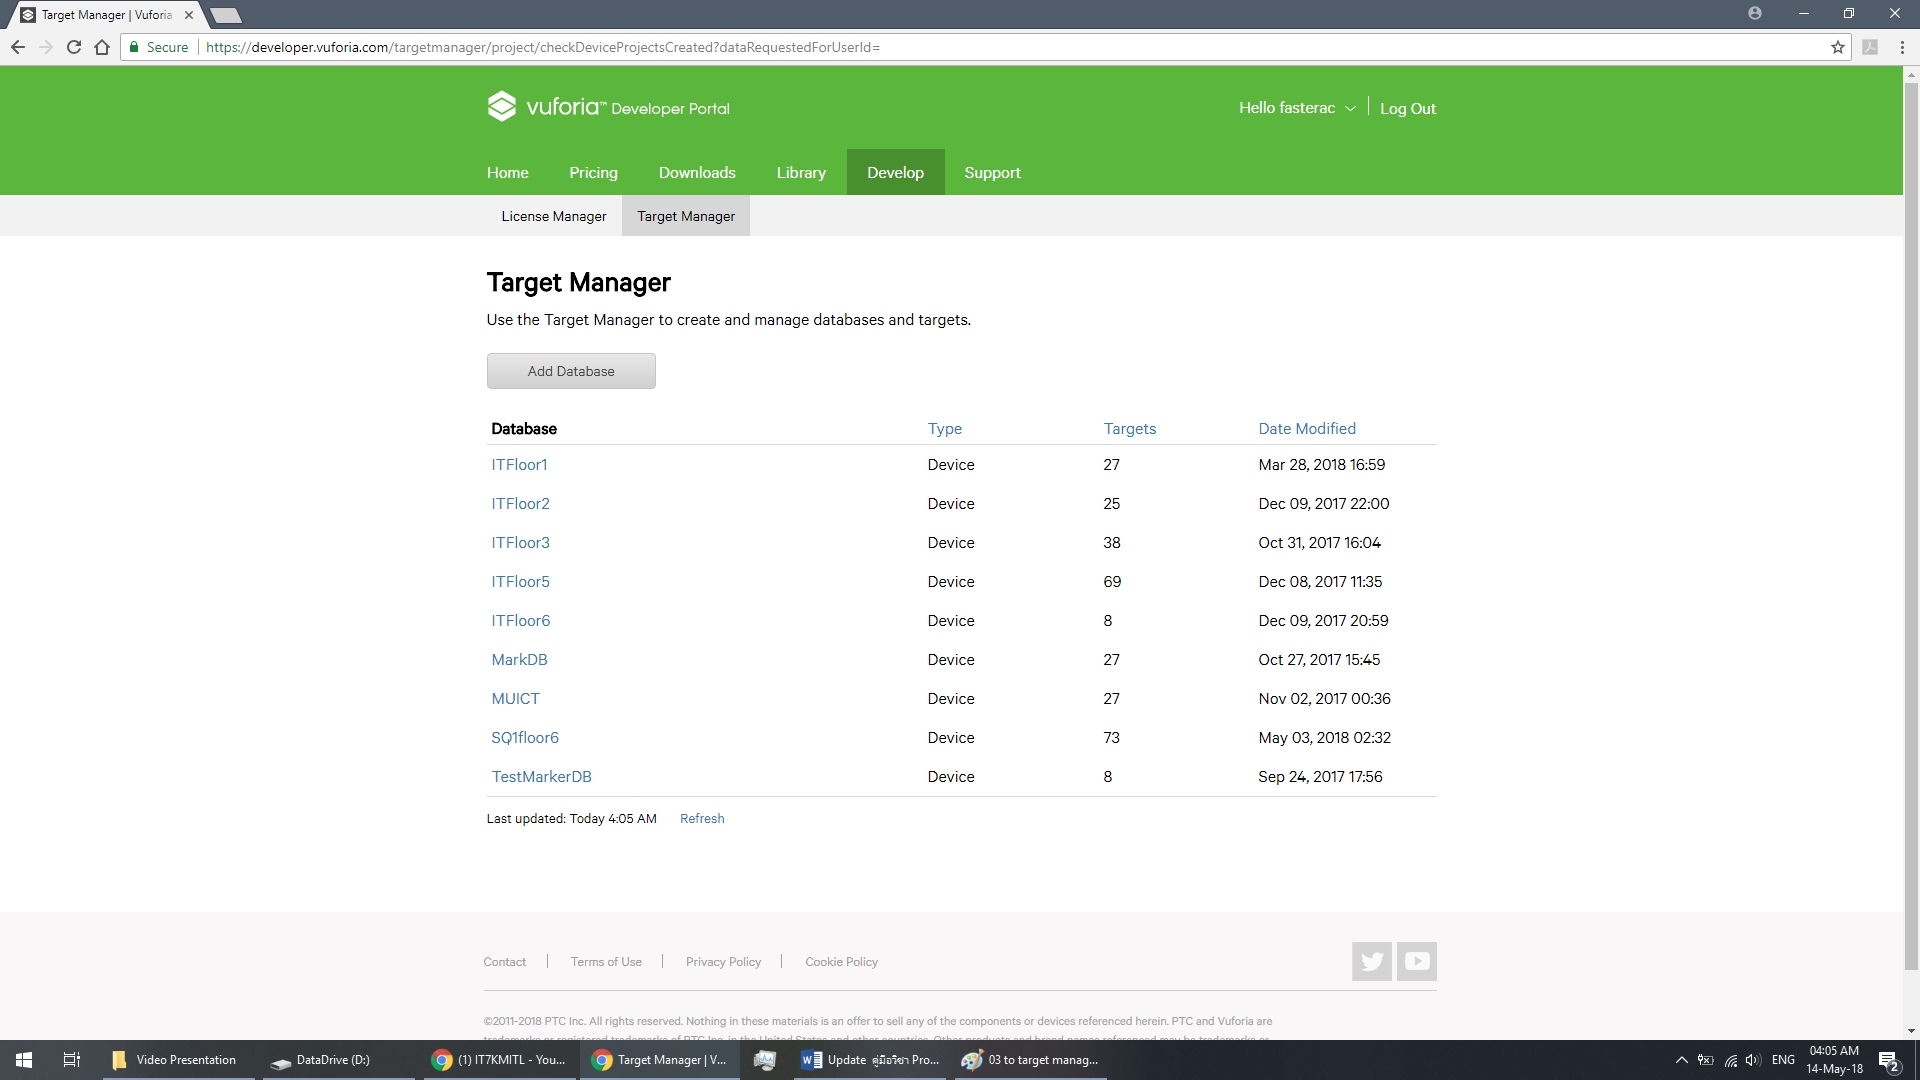 Target Manager | Vuforia
Secure https://developer.vuforia.com/targetmanager/project/checkDeviceProjectsCreated?dataRequestedForUserId=
vuforia™ Developer Portal
Hello fasterac
Log Out
Home Pricing Downloads Library Develop Support
License Manager Target Manager
Target Manager
Use the Target Manager to create and manage databases and targets.
Add Database
Database Type Targets Date Modified
ITFloor1 Device 27 Mar 28, 2018 16:59
ITFloor2 Device 25 Dec 09, 2017 22:00
ITFloor3 Device 38 Oct 31, 2017 16:04
ITFloor5 Device 69 Dec 08, 2017 11:35
ITFloor6 Device 8 Dec 09, 2017 20:59
MarkDB Device 27 Oct 27, 2017 15:45
MUICT Device 27 Nov 02, 2017 00:36
SQ1floor6 Device 73 May 03, 2018 02:32
TestMarkerDB Device 8 Sep 24, 2017 17:56
Last updated: Today 4:05 AM Refresh
Contact | Terms of Use | Privacy Policy | Cookie Policy
©2011-2018 PTC Inc. All rights reserved. Nothing in these materials is an offer to sell any of the components or devices referenced herein. PTC and Vuforia are
Video Presentation DataDrive (D:) (1) IT7KMITL - You... Target Manager | V... Update คู่มือวิชา Pro... 03 to target manag... ENG 04:05 AM
14-May-18 2